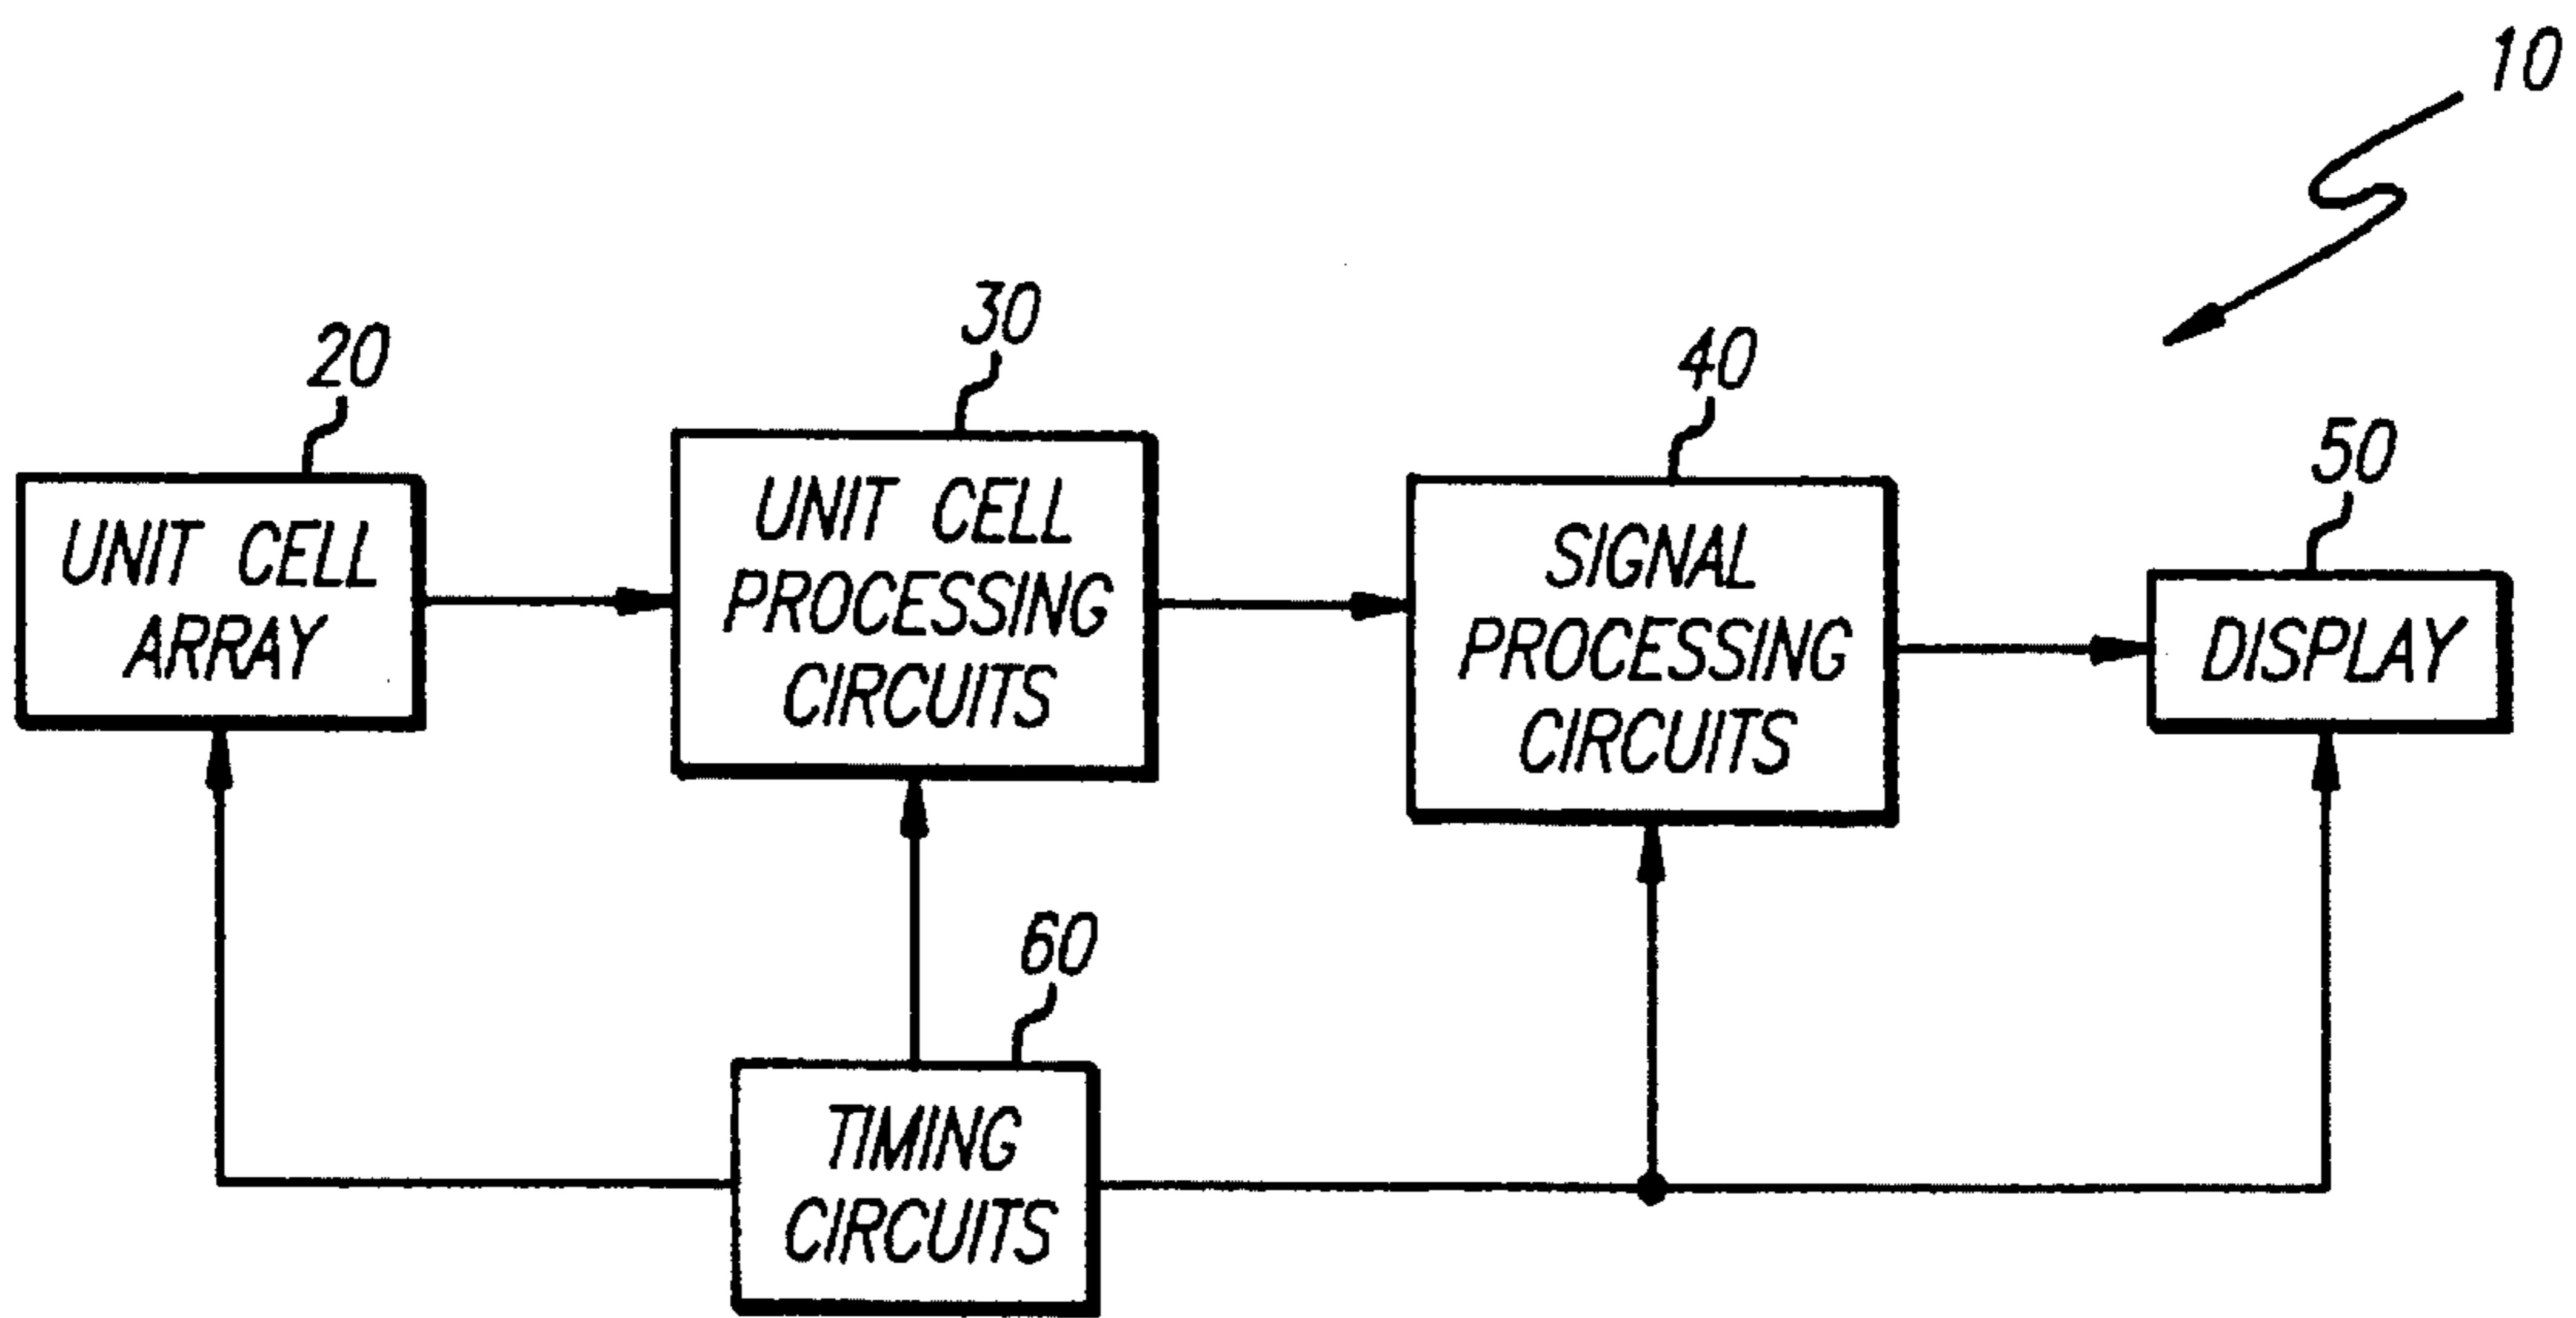 10
20
UNIT CELL
ARRAY
30
UNIT CELL
PROCESSING
CIRCUITS
40
SIGNAL
PROCESSING
CIRCUITS
50
DISPLAY
60
TIMING
CIRCUITS